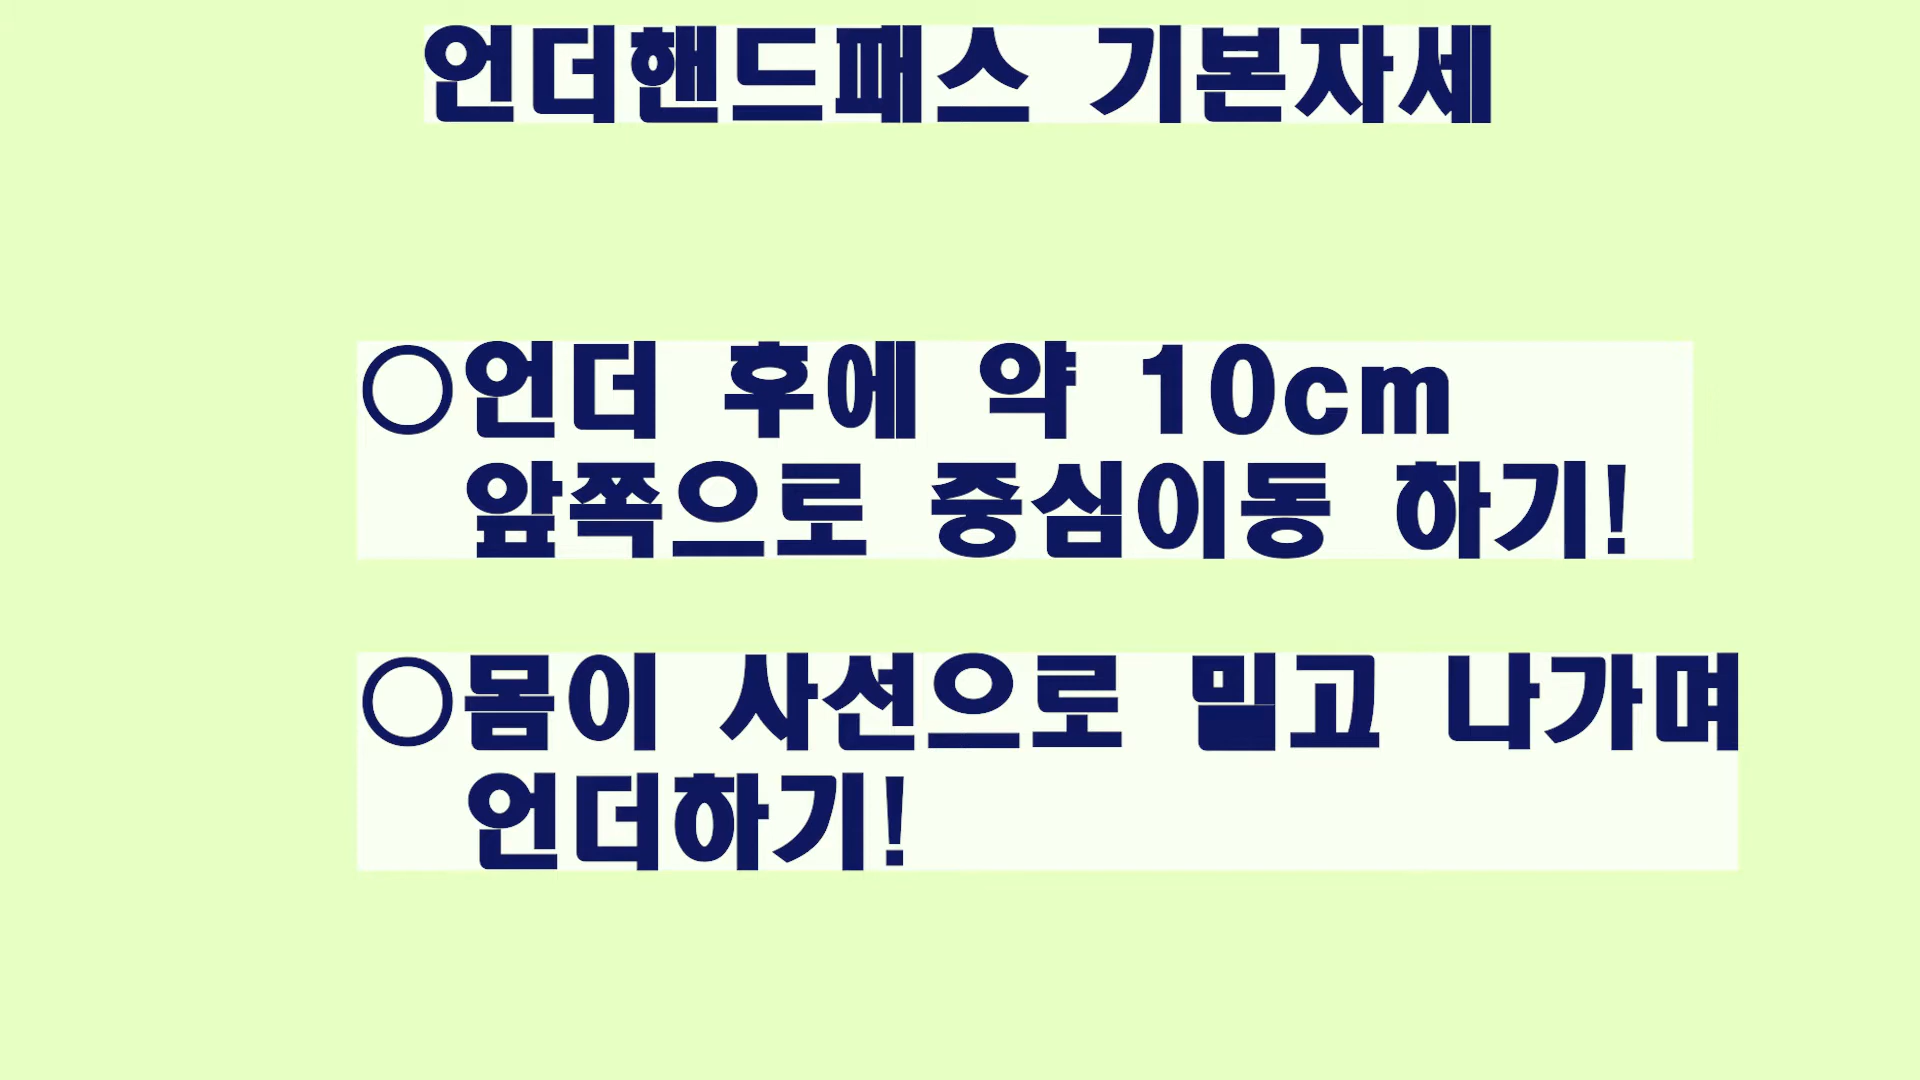 언더핸드패스 기본자세
○언더 후에 약 10cm
앞쪽으로 중심이동 하기!
○몸이 사선으로 밀고 나가며
언더하기!